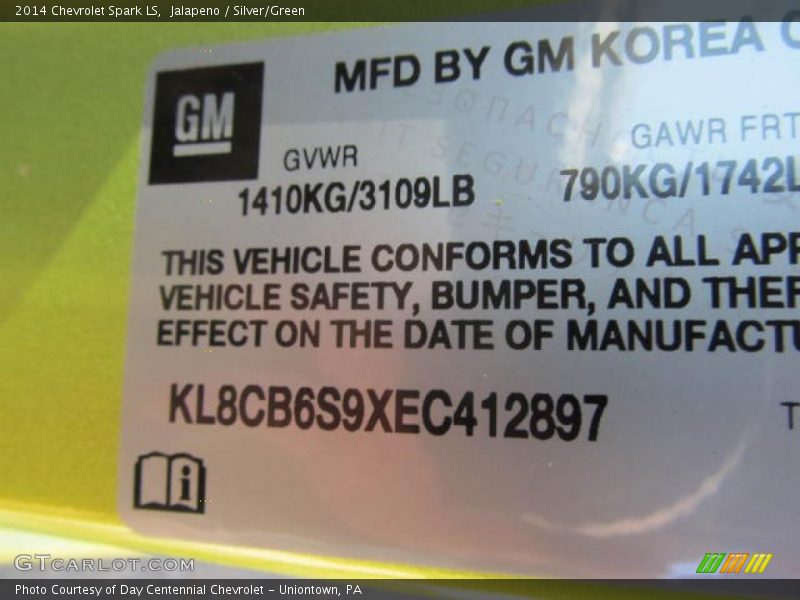 2014 Chevrolet Spark LS, Jalapeno / Silver/Green
MFD BY GM KOREA C
GM
GVWR
GAWR FRT
1410KG/3109LB
790KG/1742L
THIS VEHICLE CONFORMS TO ALL APP
VEHICLE SAFETY, BUMPER, AND THEF
EFFECT ON THE DATE OF MANUFACTU
KL8CB6S9XEC412897
T
i
GTCARLOT.COM
Photo Courtesy of Day Centennial Chevrolet - Uniontown, PA